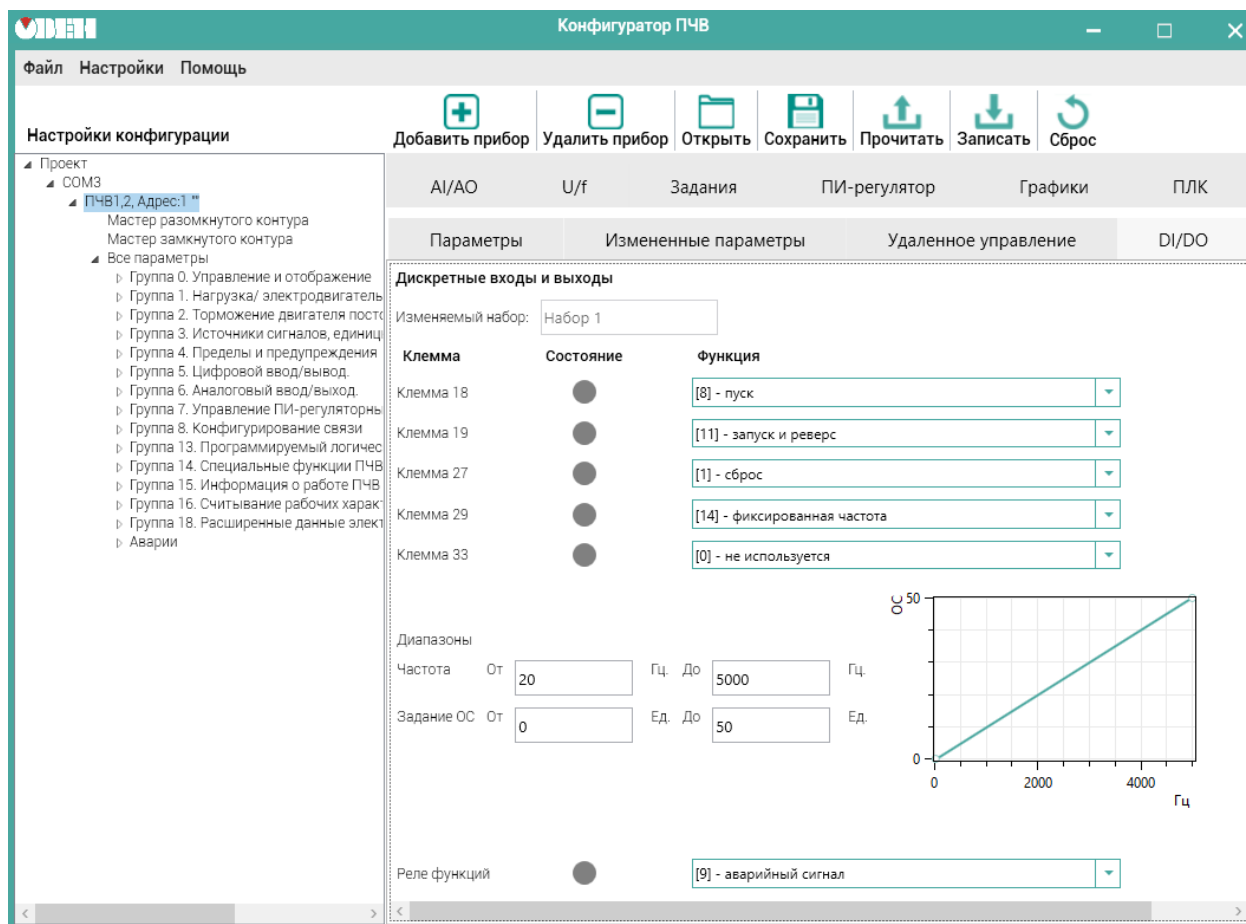 ОВЕН
Конфигуратор ПЧВ
Файл Настройки Помощь
Настройки конфигурации
Добавить прибор Удалить прибор Открыть Сохранить Прочитать Записать Сброс
Проект
COM3
ПЧВ1,2, Адрес:1 ""
Мастер разомкнутого контура
Мастер замкнутого контура
Все параметры
Группа 0. Управление и отображение
Группа 1. Нагрузка/ электродвигатель
Группа 2. Торможение двигателя посто
Группа 3. Источники сигналов, единиц
Группа 4. Пределы и предупреждения
Группа 5. Цифровой ввод/вывод.
Группа 6. Аналоговый ввод/выход.
Группа 7. Управление ПИ-регуляторны
Группа 8. Конфигурирование связи
Группа 13. Программируемый логичес
Группа 14. Специальные функции ПЧВ
Группа 15. Информация о работе ПЧВ
Группа 16. Считывание рабочих характ
Группа 18. Расширенные данные элект
Аварии
AI/AO U/f Задания ПИ-регулятор Графики ПЛК
Параметры Измененные параметры Удаленное управление DI/DO
Дискретные входы и выходы
Изменяемый набор: Набор 1
Клемма Состояние Функция
Клемма 18 [8] - пуск
Клемма 19 [11] - запуск и реверс
Клемма 27 [1] - сброс
Клемма 29 [14] - фиксированная частота
Клемма 33 [0] - не используется
Диапазоны
Частота От 20 Гц. До 5000 Гц.
Задание ОС От 0 Ед. До 50 Ед.
ОС
50
0
0 2000 4000
Гц
Реле функций [9] - аварийный сигнал